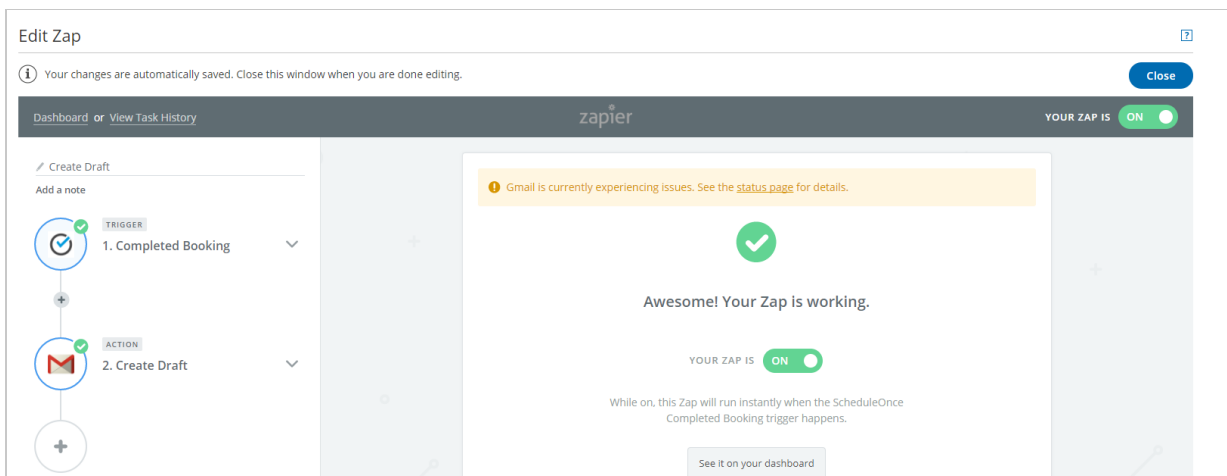 Edit Zap
?
i Your changes are automatically saved. Close this window when you are done editing.
Close
Dashboard or View Task History
zapier
YOUR ZAP IS ON
Create Draft
Add a note
TRIGGER
1. Completed Booking
ACTION
2. Create Draft
Gmail is currently experiencing issues. See the status page for details.
Awesome! Your Zap is working.
YOUR ZAP IS ON
While on, this Zap will run instantly when the ScheduleOnce
Completed Booking trigger happens.
See it on your dashboard